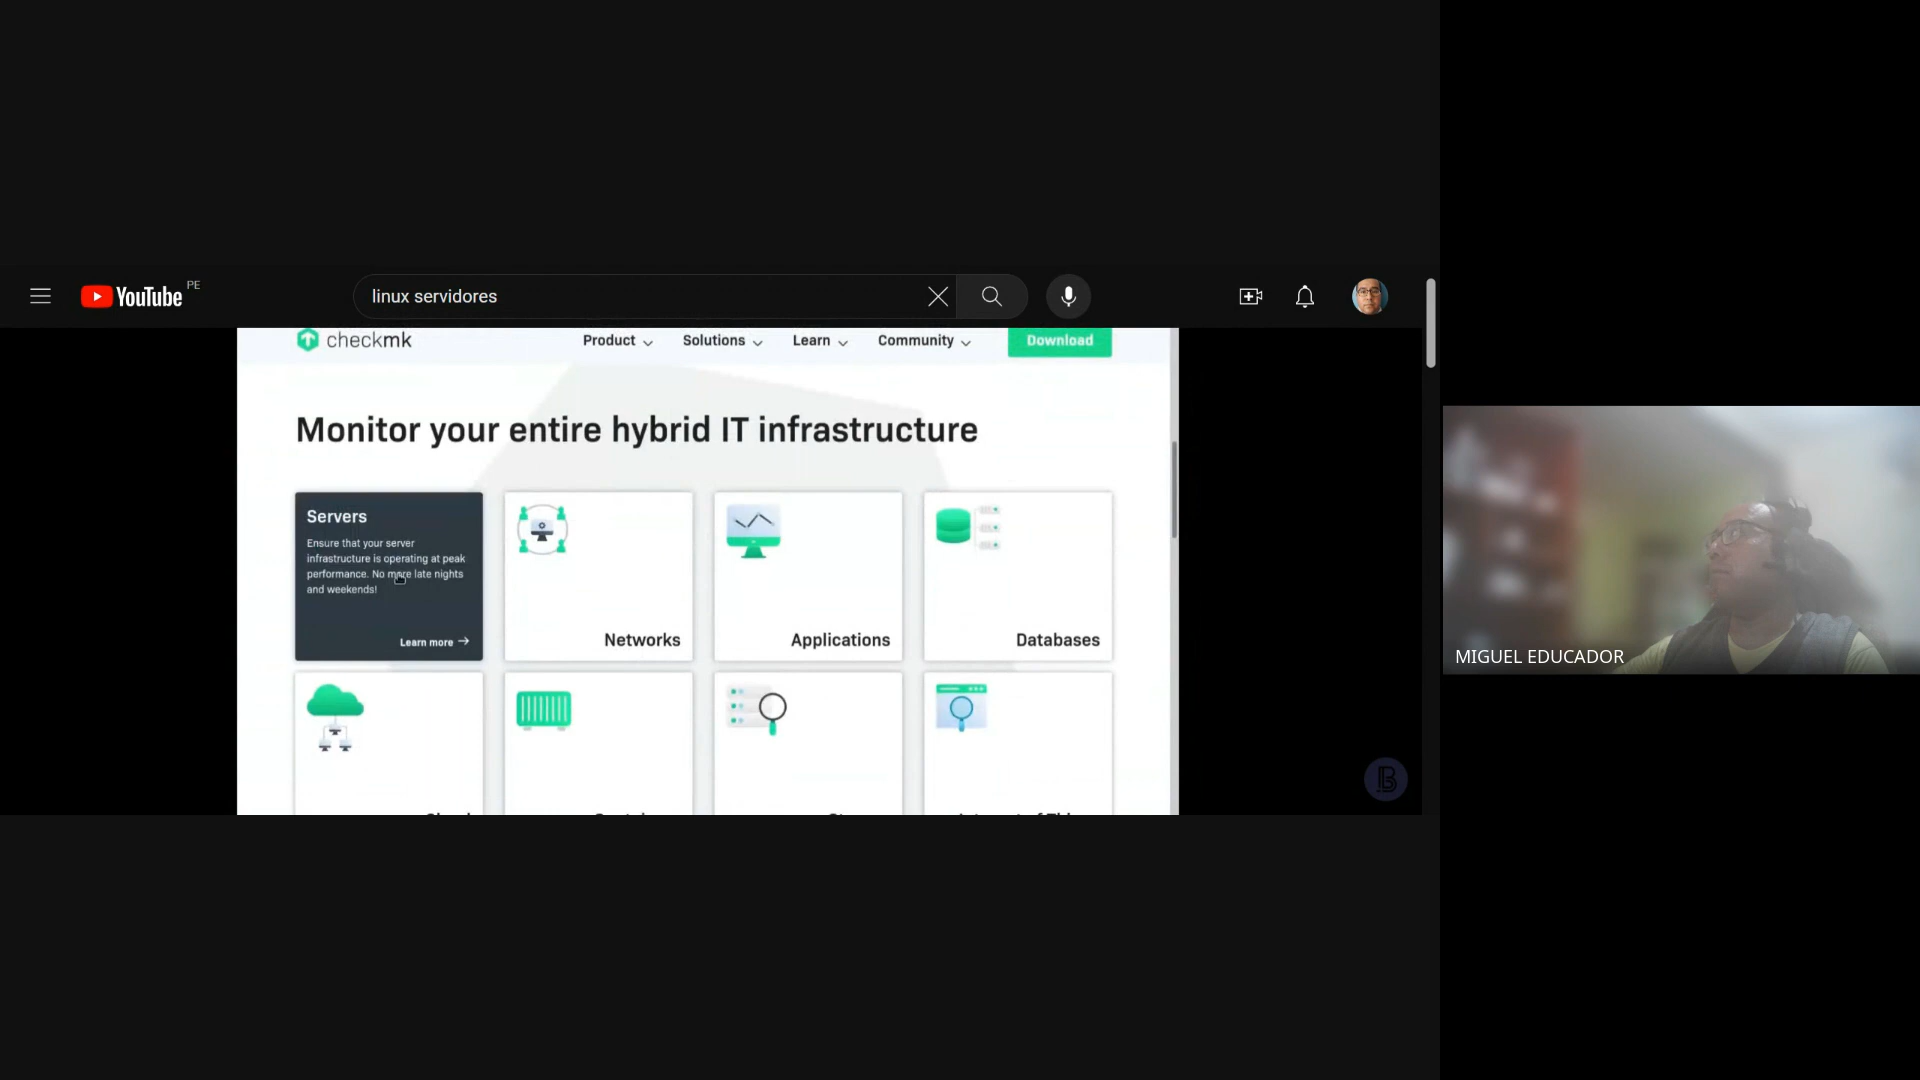 YouTube PE
linux servidores
checkmk
Product
Solutions
Learn
Community
Download
Monitor your entire hybrid IT infrastructure
Servers
Ensure that your server
infrastructure is operating at peak
performance. No more late nights
and weekends!
Learn more →
Networks
Applications
Databases
MIGUEL EDUCADOR